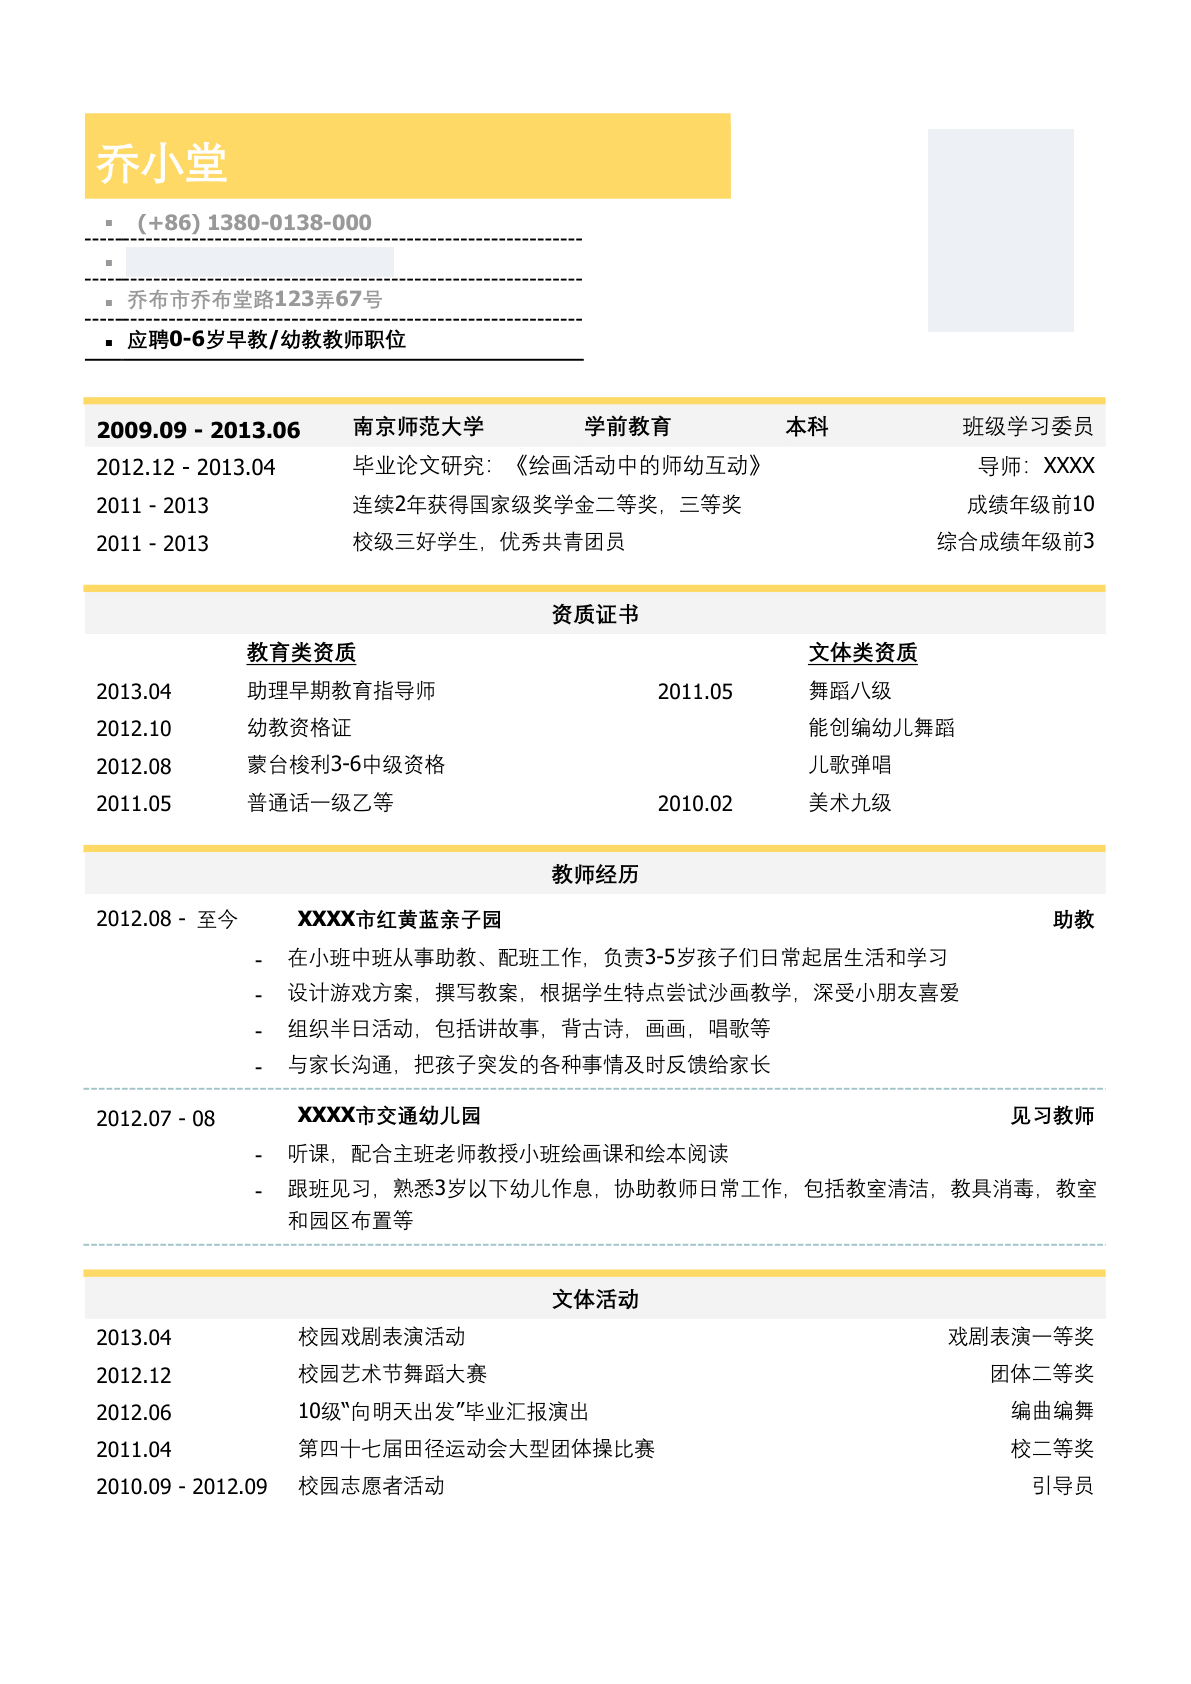 乔小堂
(+86) 1380-0138-000
乔布市乔布堂路123弄67号
应聘0-6岁早教/幼教教师职位
2009.09 - 2013.06 南京师范大学 学前教育 本科 班级学习委员
2012.12 - 2013.04 毕业论文研究：《绘画活动中的师幼互动》 导师：XXXX
2011 - 2013 连续2年获得国家级奖学金二等奖，三等奖 成绩年级前10
2011 - 2013 校级三好学生，优秀共青团员 综合成绩年级前3
资质证书
教育类资质 文体类资质
2013.04 助理早期教育指导师 2011.05 舞蹈八级
2012.10 幼教资格证 能创编幼儿舞蹈
2012.08 蒙台梭利3-6中级资格 儿歌弹唱
2011.05 普通话一级乙等 2010.02 美术九级
教师经历
2012.08 - 至今 XXXX市红黄蓝亲子园 助教
- 在小班中班从事助教、配班工作，负责3-5岁孩子们日常起居生活和学习
- 设计游戏方案，撰写教案，根据学生特点尝试沙画教学，深受小朋友喜爱
- 组织半日活动，包括讲故事，背古诗，画画，唱歌等
- 与家长沟通，把孩子突发的各种事情及时反馈给家长
2012.07 - 08 XXXX市交通幼儿园 见习教师
- 听课，配合主班老师教授小班绘画课和绘本阅读
- 跟班见习，熟悉3岁以下幼儿作息，协助教师日常工作，包括教室清洁，教具消毒，教室
和园区布置等
文体活动
2013.04 校园戏剧表演活动 戏剧表演一等奖
2012.12 校园艺术节舞蹈大赛 团体二等奖
2012.06 10级“向明天出发”毕业汇报演出 编曲编舞
2011.04 第四十七届田径运动会大型团体操比赛 校二等奖
2010.09 - 2012.09 校园志愿者活动 引导员